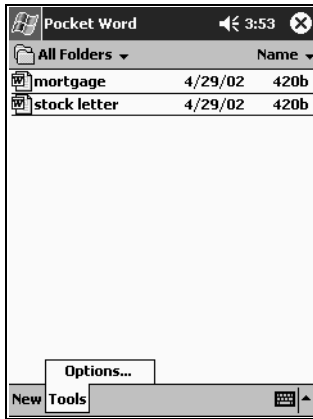 Pocket Word 3:53
All Folders Name
mortgage 4/29/02 420b
stock letter 4/29/02 420b
Options...
New Tools